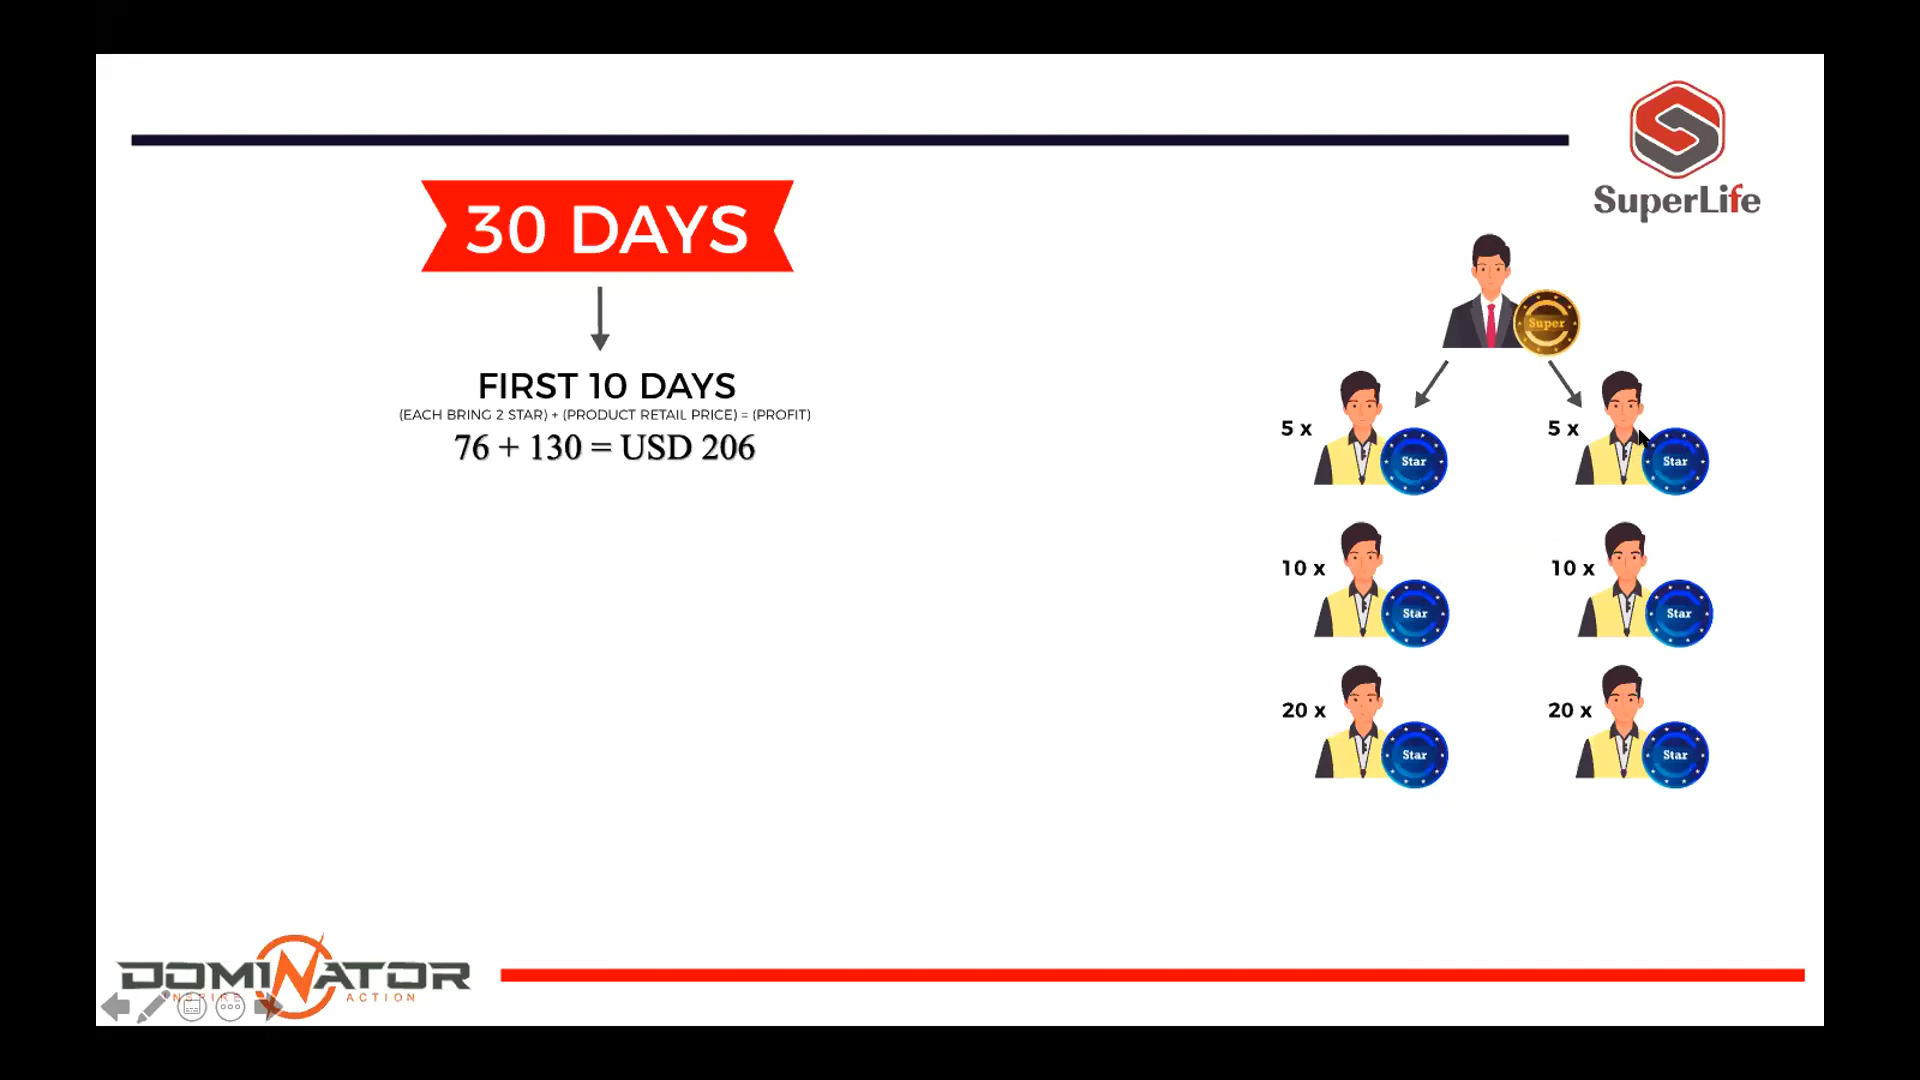 SuperLife
30 DAYS
Super
FIRST 10 DAYS
(EACH BRING 2 STAR) + (PRODUCT RETAIL PRICE) = (PROFIT)
76 + 130 = USD 206
5 x
Star
5 x
Star
10 x
Star
10 x
Star
20 x
Star
20 x
Star
DOMINATOR
INSPIRE ACTION